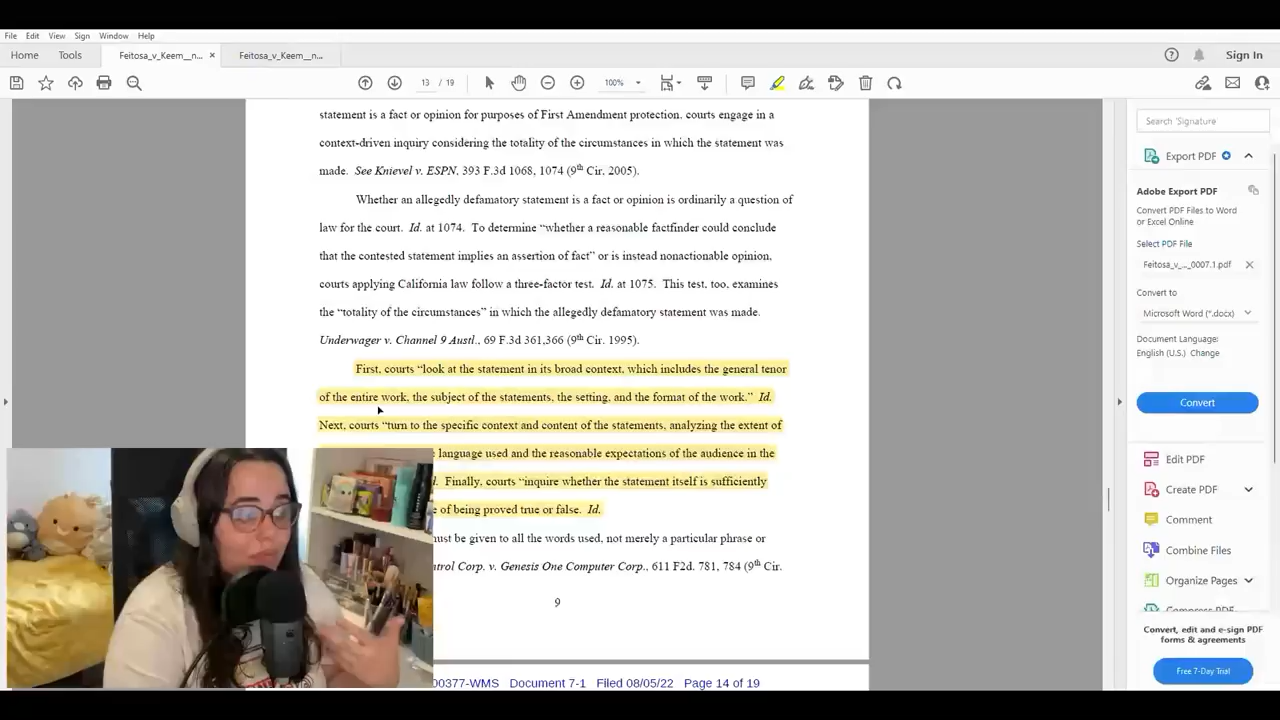 File Edit View Sign Window Help
Home Tools Feitosa_v_Keem__n... × Feitosa_v_Keem__n... Sign In
13 / 19 100%
statement is a fact or opinion for purposes of First Amendment protection, courts engage in a
context-driven inquiry considering the totality of the circumstances in which the statement was
made. See Knievel v. ESPN, 393 F.3d 1068, 1074 (9th Cir. 2005).
Whether an allegedly defamatory statement is a fact or opinion is ordinarily a question of
law for the court. Id. at 1074. To determine “whether a reasonable factfinder could conclude
that the contested statement implies an assertion of fact” or is instead nonactionable opinion,
courts applying California law follow a three-factor test. Id. at 1075. This test, too, examines
the “totality of the circumstances” in which the allegedly defamatory statement was made.
Underwager v. Channel 9 Austl., 69 F.3d 361,366 (9th Cir. 1995).
First, courts “look at the statement in its broad context, which includes the general tenor
of the entire work, the subject of the statements, the setting, and the format of the work.” Id.
Next, courts “turn to the specific context and content of the statements, analyzing the extent of
language used and the reasonable expectations of the audience in the
Finally, courts “inquire whether the statement itself is sufficiently
of being proved true or false. Id.
be given to all the words used, not merely a particular phrase or
Corp. v. Genesis One Computer Corp., 611 F2d. 781, 784 (9th Cir.
9
00377-WMS Document 7-1 Filed 08/05/22 Page 14 of 19
Search 'Signature'
Export PDF
Adobe Export PDF
Convert PDF Files to Word
or Excel Online
Select PDF File
Feitosa_v_..._0007.1.pdf ×
Convert to
Microsoft Word (*.docx)
Document Language:
English (U.S.) Change
Convert
Edit PDF
Create PDF
Comment
Combine Files
Organize Pages
Compress PDF
Convert, edit and e-sign PDF
forms & agreements
Free 7-Day Trial